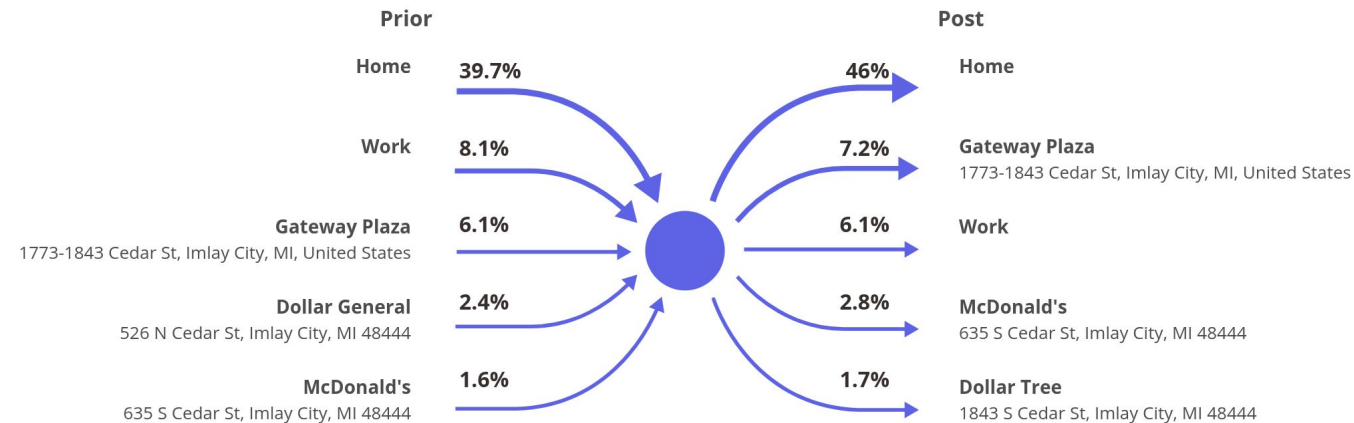 Prior
Post
Home
39.7%
46%
Home
Work
8.1%
7.2%
Gateway Plaza
1773-1843 Cedar St, Imlay City, MI, United States
Gateway Plaza
1773-1843 Cedar St, Imlay City, MI, United States
6.1%
6.1%
Work
Dollar General
526 N Cedar St, Imlay City, MI 48444
2.4%
2.8%
McDonald's
635 S Cedar St, Imlay City, MI 48444
McDonald's
635 S Cedar St, Imlay City, MI 48444
1.6%
1.7%
Dollar Tree
1843 S Cedar St, Imlay City, MI 48444